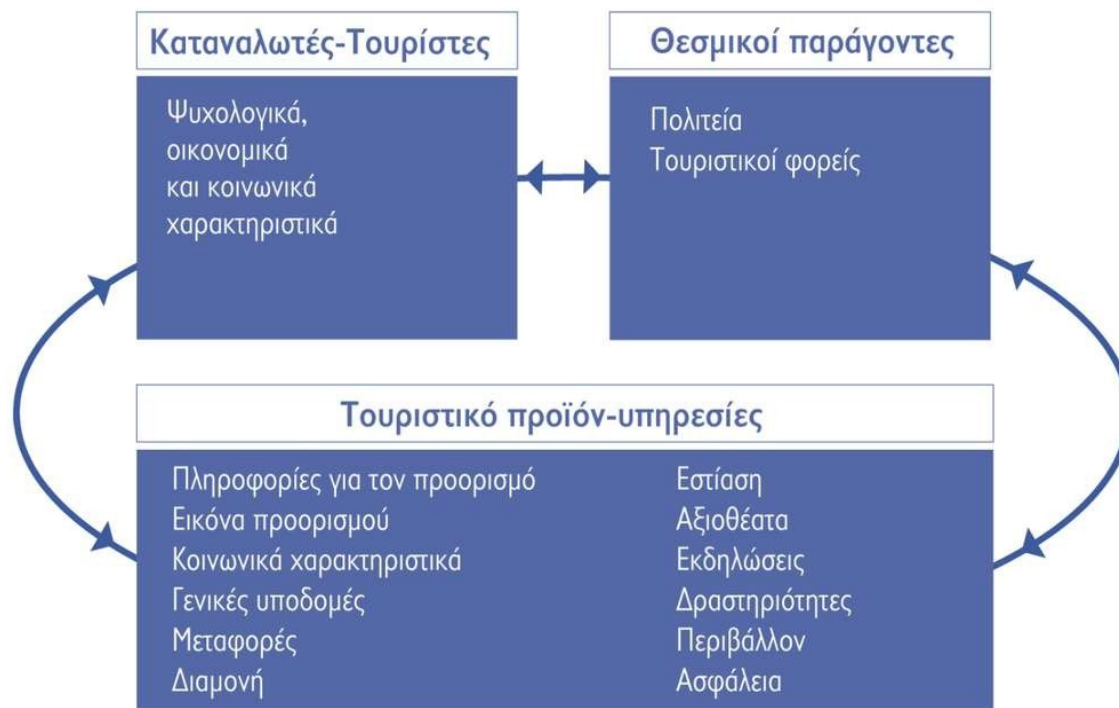 Καταναλωτές-Τουρίστες
Ψυχολογικά,
οικονομικά
και κοινωνικά
χαρακτηριστικά
Θεσμικοί παράγοντες
Πολιτεία
Τουριστικοί φορείς
Τουριστικό προϊόν-υπηρεσίες
Πληροφορίες για τον προορισμό
Εικόνα προορισμού
Κοινωνικά χαρακτηριστικά
Γενικές υποδομές
Μεταφορές
Διαμονή
Εστίαση
Αξιοθέατα
Εκδηλώσεις
Δραστηριότητες
Περιβάλλον
Ασφάλεια